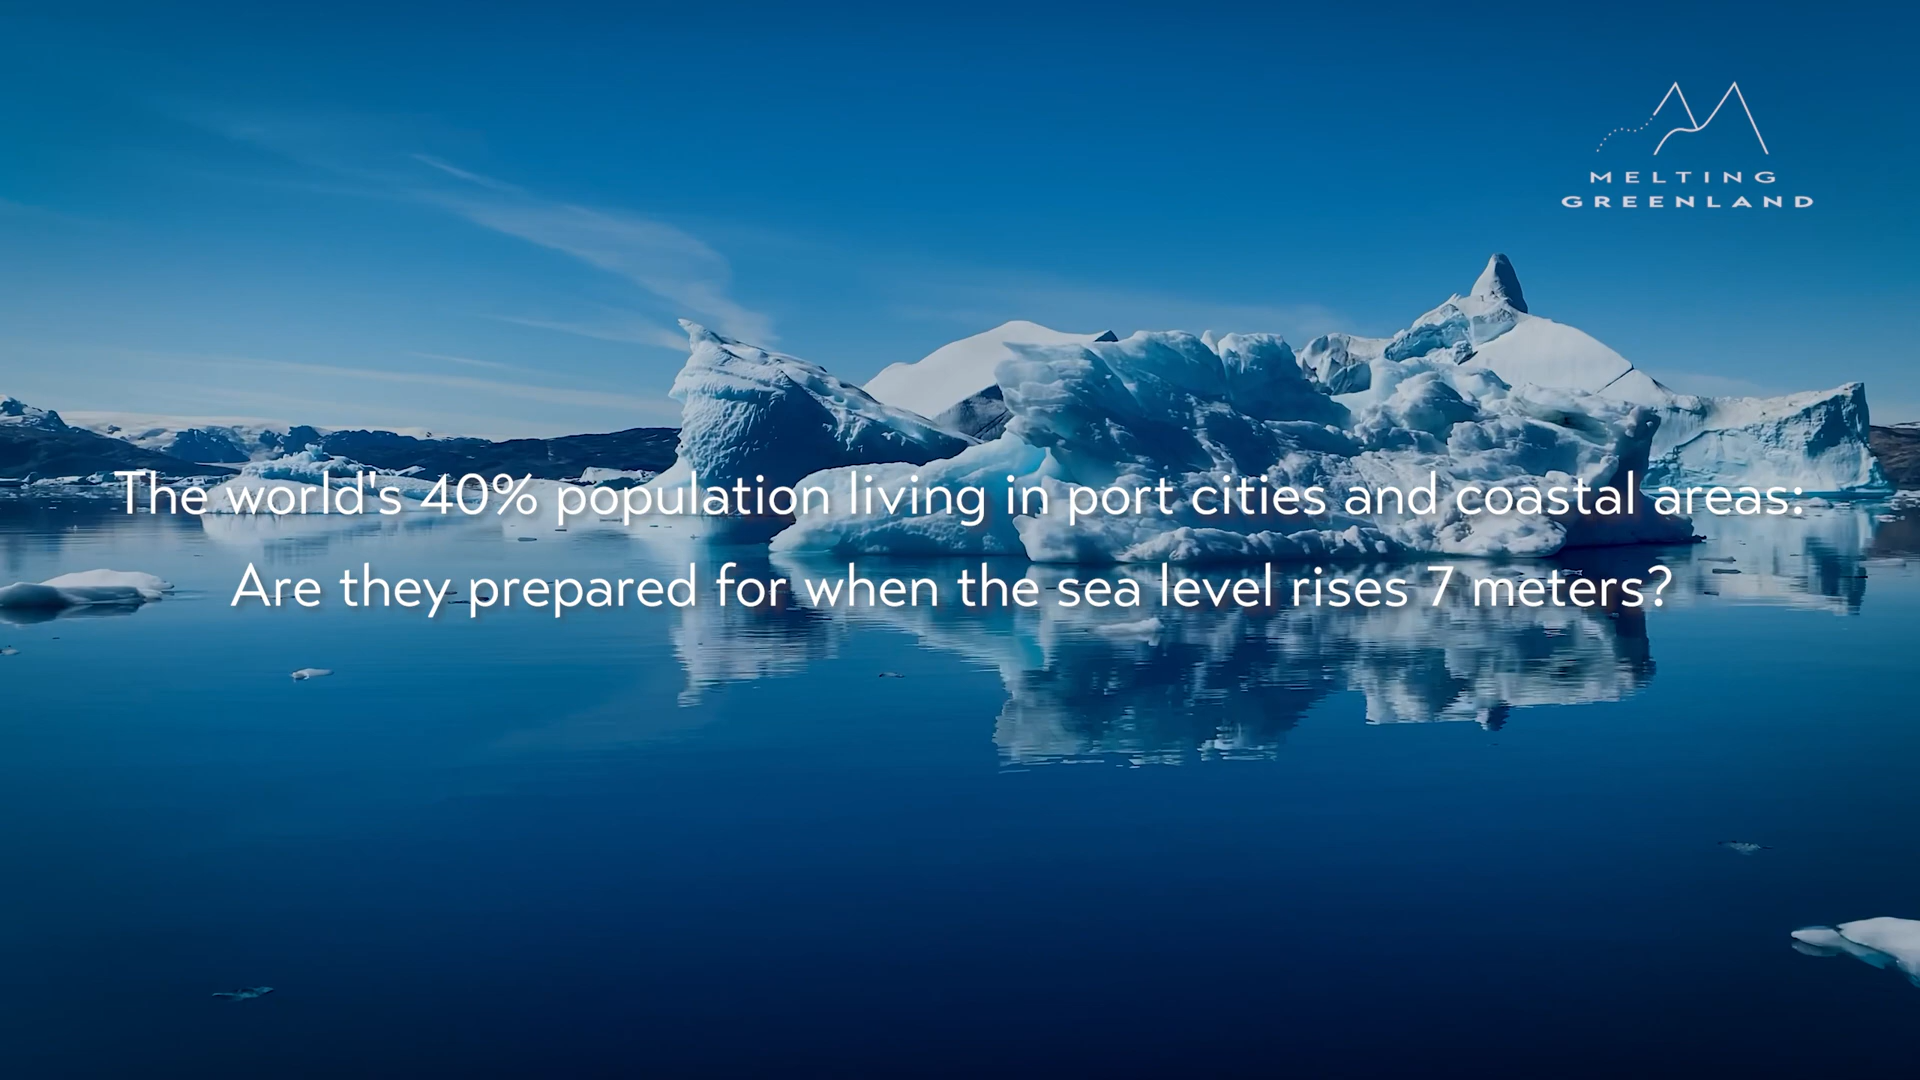 MELTING
GREENLAND
The world's 40% population living in port cities and coastal areas:
Are they prepared for when the sea level rises 7 meters?